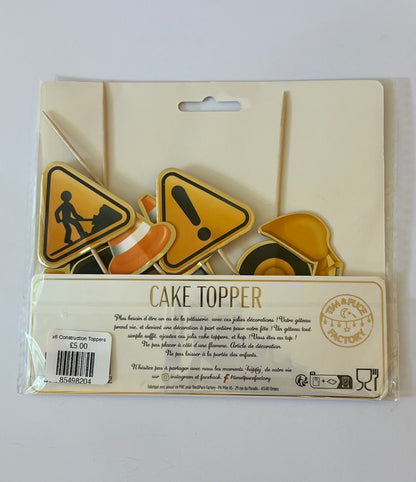 CAKE TOPPER
Plus besoin d'être un as de la pâtisserie avec ces jolies décorations ! Votre gâteau
prend vie, et devient une décoration à part entière pour votre fête ! Un gâteau tout
simple suffit, ajoutez ces jolis cake toppers, et hop ! Vous êtes au top !
Ne pas placer à côté d'une flamme. Article de décoration.
Ne pas laisser à la portée des enfants.
N'hésitez pas à partager avec nous les moments happy, de votre vie
sur instagram et facebook. #timetpucefactory
TIM & PUCE
FACTORY
x6 Construction Toppers
£5.00
85498204